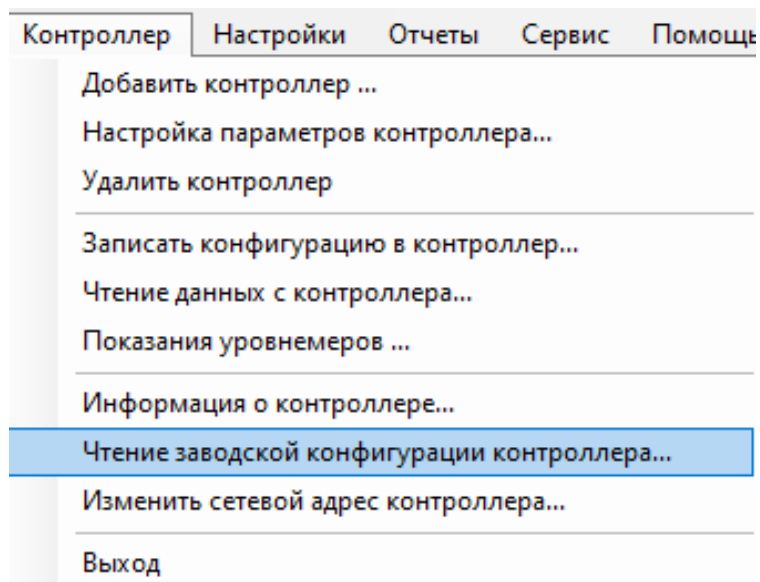 Контроллер Настройки Отчеты Сервис Помощь
Добавить контроллер ...
Настройка параметров контроллера...
Удалить контроллер
Записать конфигурацию в контроллер...
Чтение данных с контроллера...
Показания уровнемеров ...
Информация о контроллере...
Чтение заводской конфигурации контроллера...
Изменить сетевой адрес контроллера...
Выход